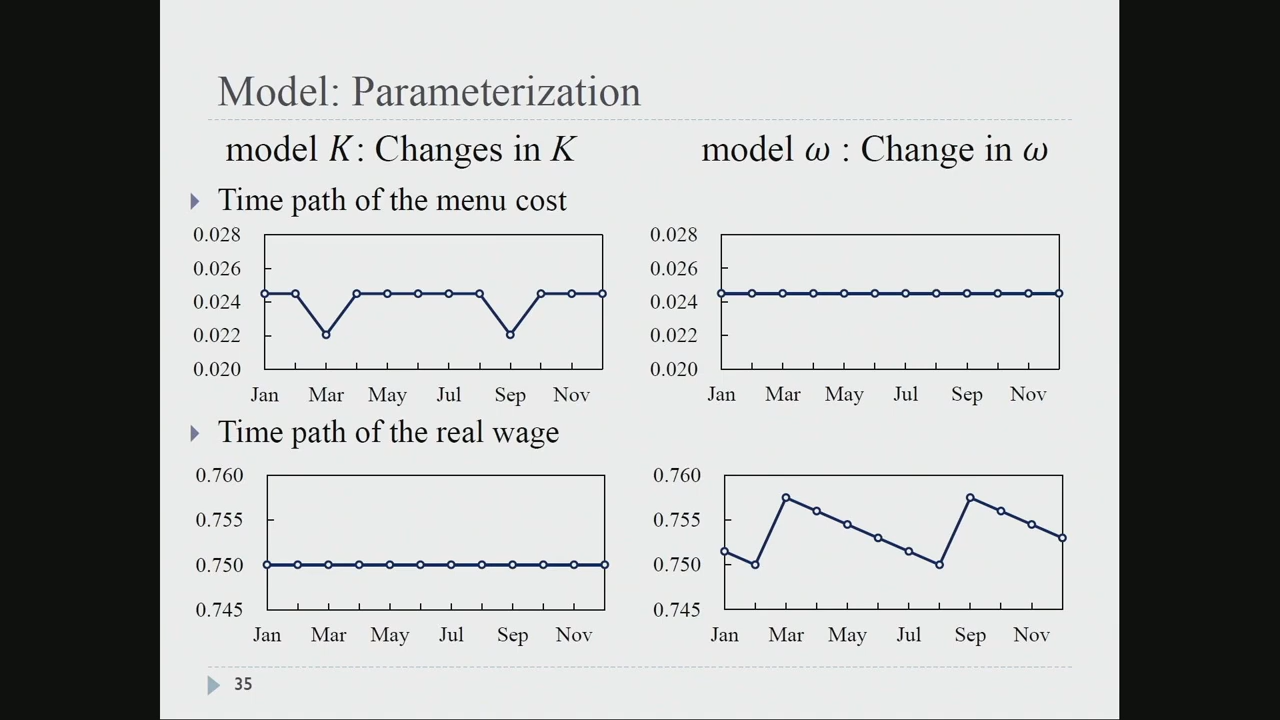 Model: Parameterization
model K: Changes in K
model ω : Change in ω
Time path of the menu cost
0.028
0.026
0.024
0.022
0.020
Jan Mar May Jul Sep Nov
0.028
0.026
0.024
0.022
0.020
Jan Mar May Jul Sep Nov
Time path of the real wage
0.760
0.755
0.750
0.745
Jan Mar May Jul Sep Nov
0.760
0.755
0.750
0.745
Jan Mar May Jul Sep Nov
35